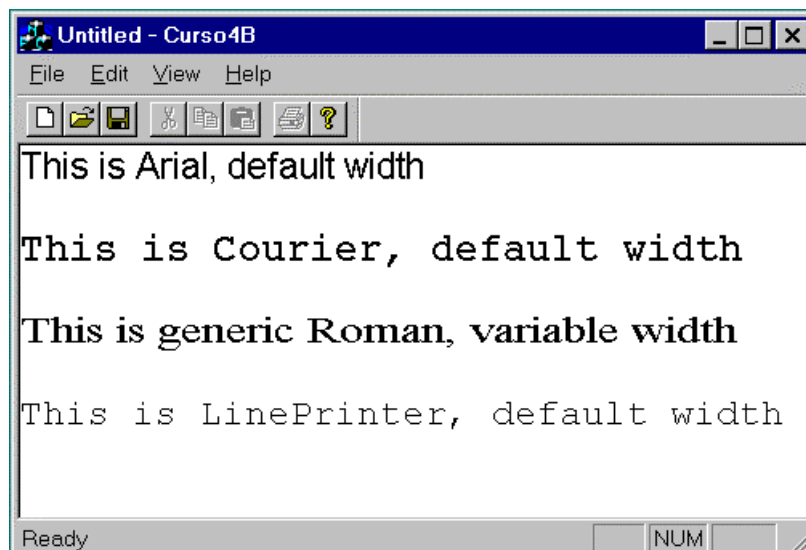 Untitled - Curso4B
File Edit View Help
This is Arial, default width
This is Courier, default width
This is generic Roman, variable width
This is LinePrinter, default width
Ready NUM